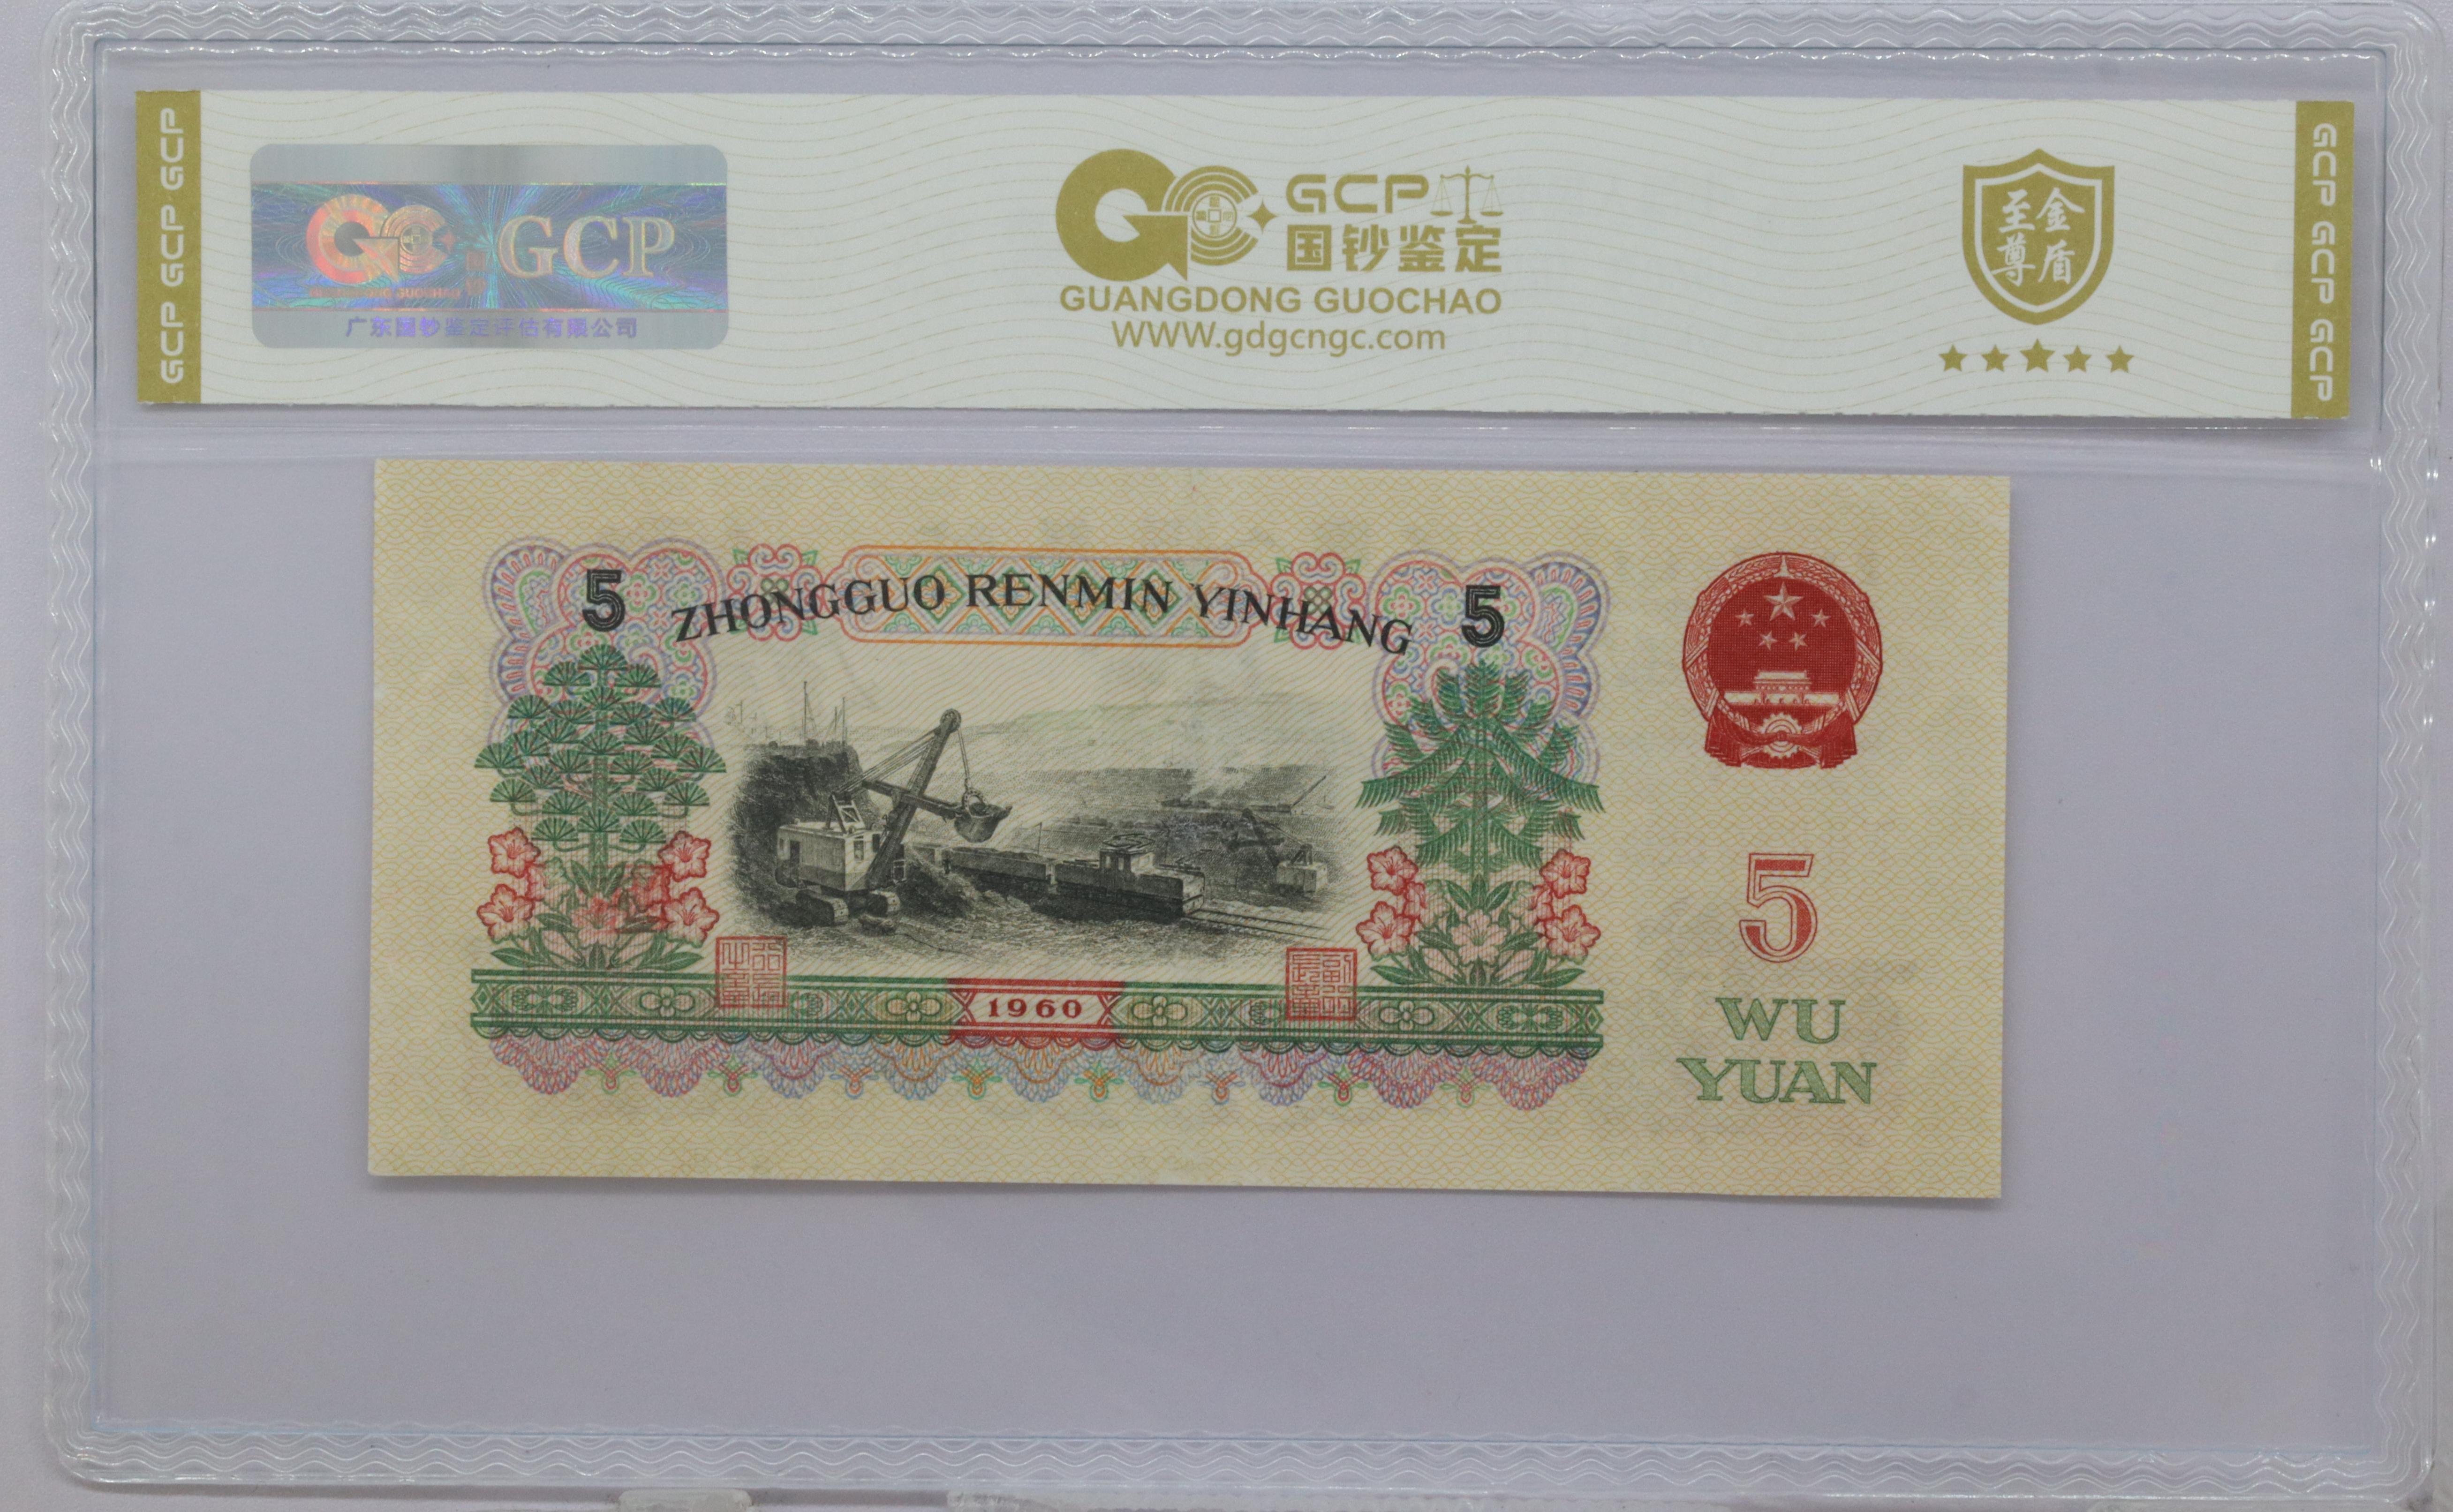 GCP GCP GCP
GCP
GUANGDONG GUOCHAO
广东国钞鉴定评估有限公司
GCP
国钞鉴定
GUANGDONG GUOCHAO
WWW.gdgcngc.com
至尊
金盾
GCP GCP GCP
5
ZHONGGUO RENMIN YINHANG
5
1960
5
WU
YUAN